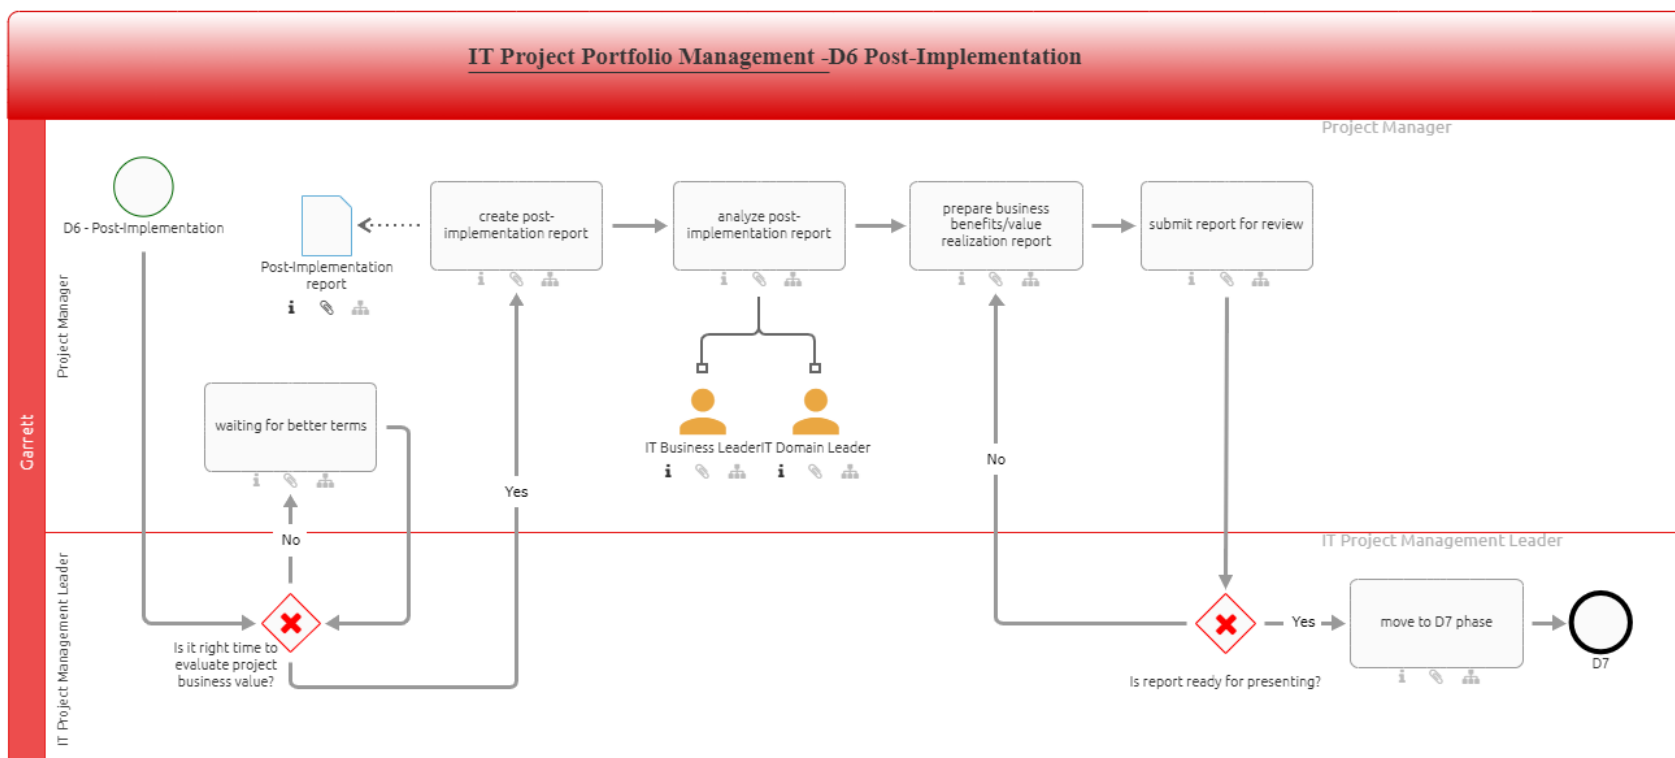 IT Project Portfolio Management -D6 Post-Implementation
Project Manager
Garrett
Project Manager
D6 - Post-Implementation
Post-Implementation
report
create post-
implementation report
analyze post-
implementation report
prepare business
benefits/value
realization report
submit report for review
waiting for better terms
IT Business Leader
IT Domain Leader
No
Yes
No
IT Project Management Leader
IT Project Management Leader
Is it right time to
evaluate project
business value?
Is report ready for presenting?
Yes
move to D7 phase
D7